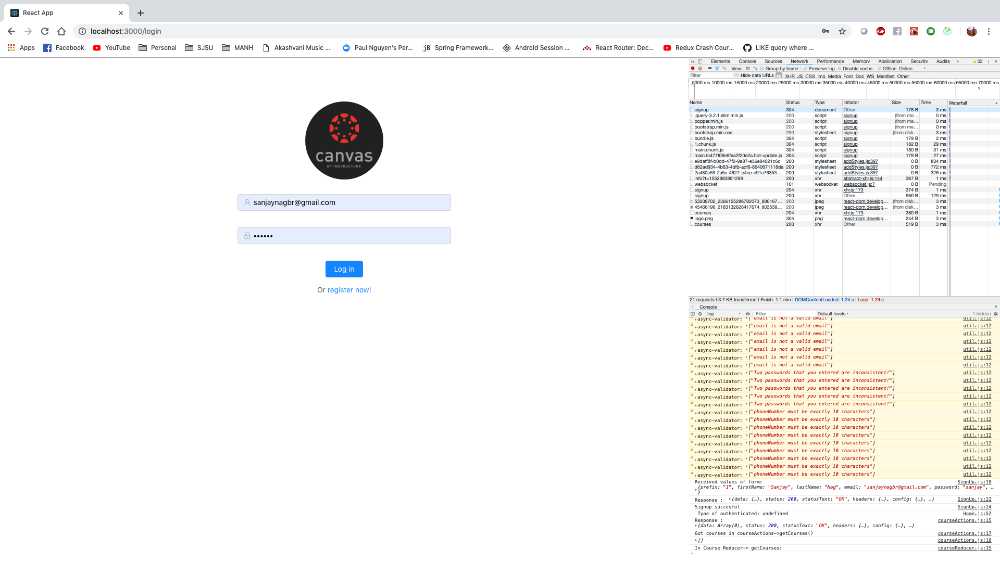 React App
localhost:3000/login
Apps Facebook YouTube Personal SJSU MANH Akashvani Music ... Paul Nguyen's Per... Spring Framework... Android Session ... React Router: Dec... Redux Crash Cour... LIKE query where ...
canvas
BY INSTRUCTURE
sanjaynagbr@gmail.com
••••••
Log in
Or register now!
Elements Console Sources Network Performance Memory Application Security Audits » 33
View: Group by frame Preserve log Disable cache Offline Online
Filter Hide data URLs All XHR JS CSS Img Media Font Doc WS Manifest Other
5000 ms 10000 ms 15000 ms 20000 ms 25000 ms 30000 ms 35000 ms 40000 ms 45000 ms 50000 ms 55000 ms 60000 ms 65000 ms 70000 ms
Name Status Type Initiator Size Time Waterfall
signup 304 document Other 178 B 3 ms
jquery-3.2.1.slim.min.js 200 script signup (from me... 0 ms
popper.min.js 200 script signup (from me... 0 ms
bootstrap.min.js 200 script signup (from me... 0 ms
bootstrap.min.css 200 stylesheet signup (from disk... 3 ms
bundle.js 304 script signup 179 B 2 ms
1.chunk.js 304 script signup 182 B 29 ms
main.chunk.js 304 script signup 180 B 31 ms
main.fc477f09e9faa2f20e2a.hot-update.js 304 script signup 179 B 27 ms
e9daff8f-b0dd-47f2-9a87-e36e84021c6c 200 stylesheet addStyles.js:397 0 B 834 ms
d62ad934-4b63-4dfb-acf6-8640671118da 200 stylesheet addStyles.js:397 0 B 772 ms
2a480c59-2a5e-4827-b4ee-e91e76353... 200 stylesheet addStyles.js:397 0 B 326 ms
info?t=1552883881299 200 xhr abstract-xhr.js:144 367 B 1 ms
websocket 101 websocket websocket.js:7 0 B Pending
signup 204 xhr xhr.js:173 374 B 1 ms
signup 200 xhr Other 960 B 129 ms
53208702_2366155286782073_880167... 200 jpeg react-dom.develop... (from disk... 3 ms
45466196_2183132628417674_903539... 200 jpeg react-dom.develop... (from disk... 3 ms
courses 204 xhr xhr.js:173 380 B 1 ms
logo.png 304 png react-dom.develop... 244 B 3 ms
courses 200 xhr Other 519 B 3 ms
21 requests | 3.7 KB transferred | Finish: 1.1 min | DOMContentLoaded: 1.24 s | Load: 1.29 s
Console
top Filter Default levels 1 hidden
async-validator: ["email is not a valid email"] util.js:12
async-validator: ["email is not a valid email"] util.js:12
async-validator: ["email is not a valid email"] util.js:12
async-validator: ["email is not a valid email"] util.js:12
async-validator: ["email is not a valid email"] util.js:12
async-validator: ["email is not a valid email"] util.js:12
async-validator: ["email is not a valid email"] util.js:12
async-validator: ["Two passwords that you entered are inconsistent!"] util.js:12
async-validator: ["Two passwords that you entered are inconsistent!"] util.js:12
async-validator: ["Two passwords that you entered are inconsistent!"] util.js:12
async-validator: ["Two passwords that you entered are inconsistent!"] util.js:12
async-validator: ["Two passwords that you entered are inconsistent!"] util.js:12
async-validator: ["phoneNumber must be exactly 10 characters"] util.js:12
async-validator: ["phoneNumber must be exactly 10 characters"] util.js:12
async-validator: ["phoneNumber must be exactly 10 characters"] util.js:12
async-validator: ["phoneNumber must be exactly 10 characters"] util.js:12
async-validator: ["phoneNumber must be exactly 10 characters"] util.js:12
async-validator: ["phoneNumber must be exactly 10 characters"] util.js:12
async-validator: ["phoneNumber must be exactly 10 characters"] util.js:12
async-validator: ["phoneNumber must be exactly 10 characters"] util.js:12
async-validator: ["phoneNumber must be exactly 10 characters"] util.js:12
Received values of form: SignUp.js:18
{prefix: "1", firstName: "Sanjay", lastName: "Nag", email: "sanjaynagbr@gmail.com", password: "sanjay", …
}
Response : {data: {…}, status: 200, statusText: "OK", headers: {…}, config: {…}, …} SignUp.js:22
Signup succesful SignUp.js:24
Type of authenticated: undefined Home.js:52
Response : courseActions.js:15
{data: Array(0), status: 200, statusText: "OK", headers: {…}, config: {…}, …}
Got courses in courseActions->getCourses() courseActions.js:17
[] courseActions.js:18
In Course Reducer-> getCourses: courseReducer.js:15